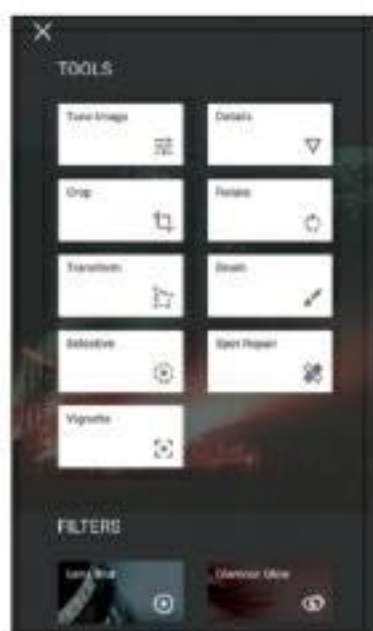 TOOLS
Tune Image Details
Crop Rotate
Transform Brush
Selective Spot Repair
Vignette
FILTERS
Lens Blur Glamour Glow